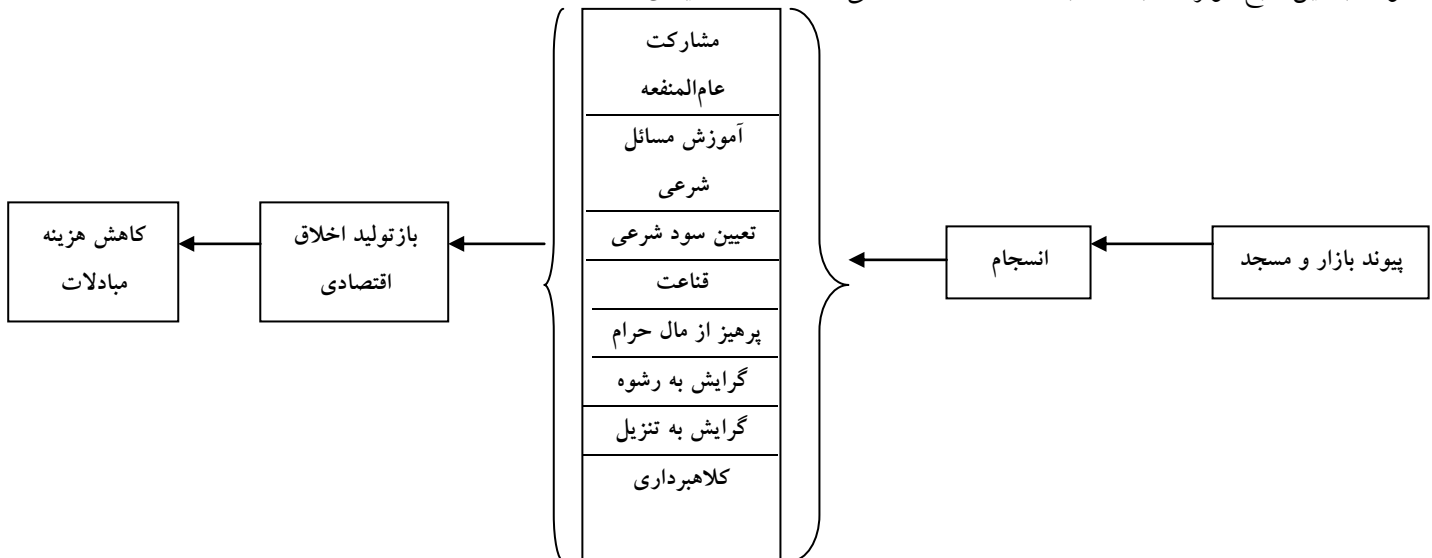 پیوند بازار و مسجد
انسجام
مشارکت
عام‌المنفعه
آموزش مسائل
شرعی
تعیین سود شرعی
قناعت
پرهیز از مال حرام
گرایش به رشوه
گرایش به تنزیل
کلاهبرداری
بازتولید اخلاق
اقتصادی
کاهش هزینه
مبادلات